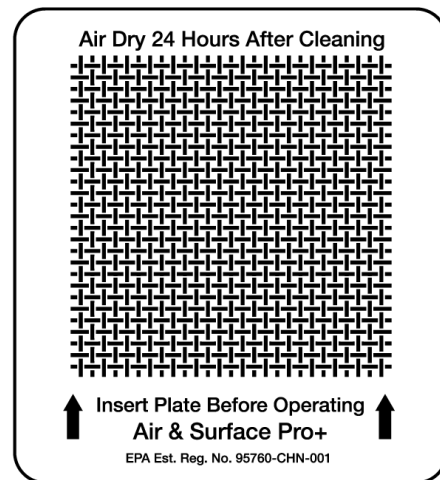 Air Dry 24 Hours After Cleaning
Insert Plate Before Operating
Air & Surface Pro+
EPA Est. Reg. No. 95760-CHN-001